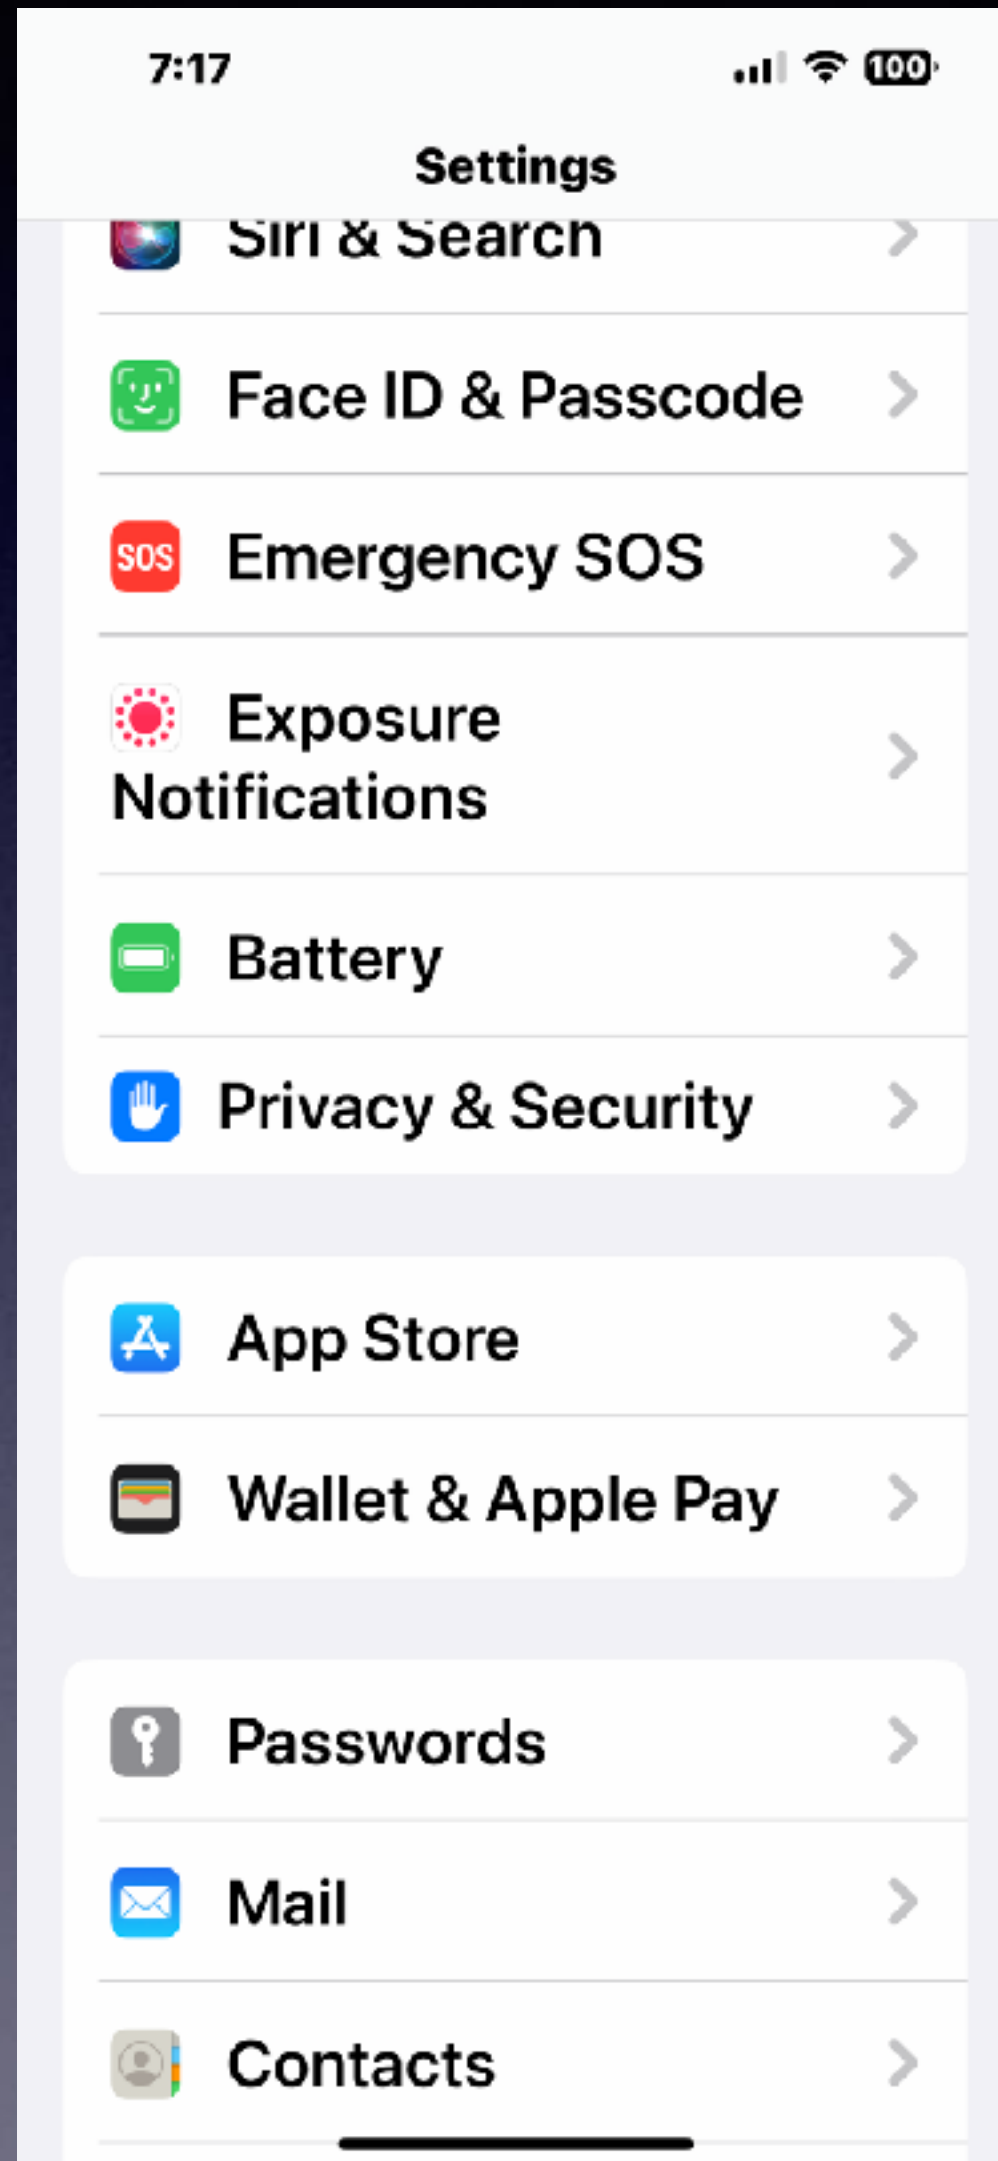 7:17
100
Settings
Siri & Search
Face ID & Passcode
SOS
Emergency SOS
Exposure
Notifications
Battery
Privacy & Security
App Store
Wallet & Apple Pay
Passwords
Mail
Contacts